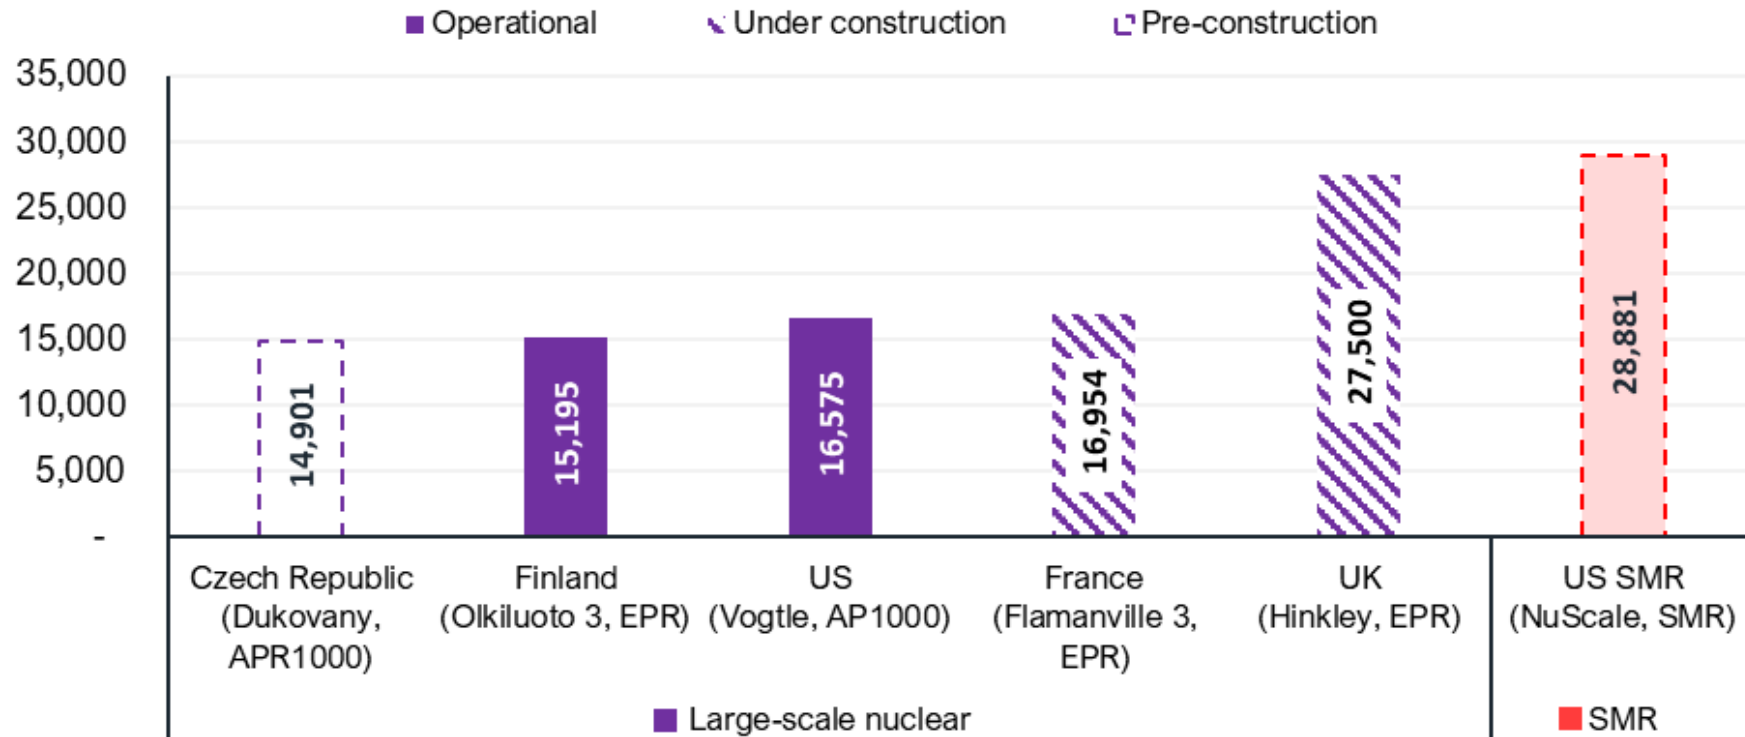 Operational Under construction Pre-construction
35,000
30,000
25,000
20,000
15,000
10,000
5,000
-
14,901
15,195
16,575
16,954
27,500
28,881
Czech Republic
(Dukovany,
APR1000)
Finland
(Olkiluoto 3, EPR)
US
(Vogtle, AP1000)
France
(Flamanville 3,
EPR)
UK
(Hinkley, EPR)
US SMR
(NuScale, SMR)
Large-scale nuclear
SMR